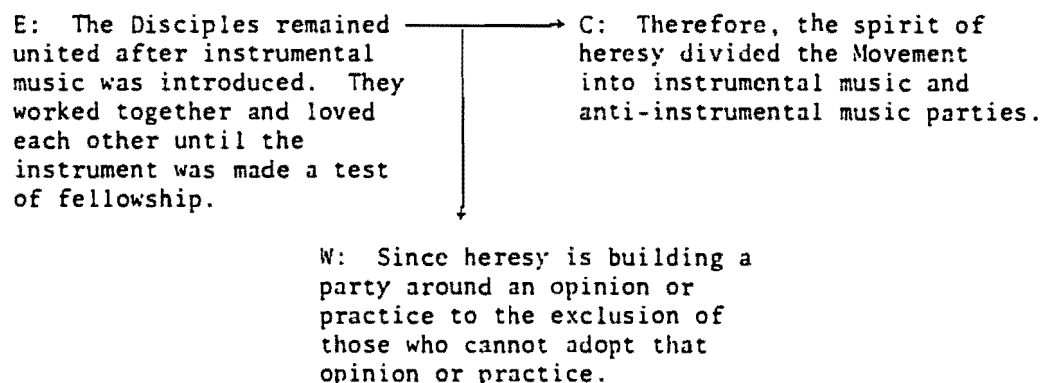 E: The Disciples remained
united after instrumental
music was introduced. They
worked together and loved
each other until the
instrument was made a test
of fellowship.
C: Therefore, the spirit of
heresy divided the Movement
into instrumental music and
anti-instrumental music parties.
W: Since heresy is building a
party around an opinion or
practice to the exclusion of
those who cannot adopt that
opinion or practice.